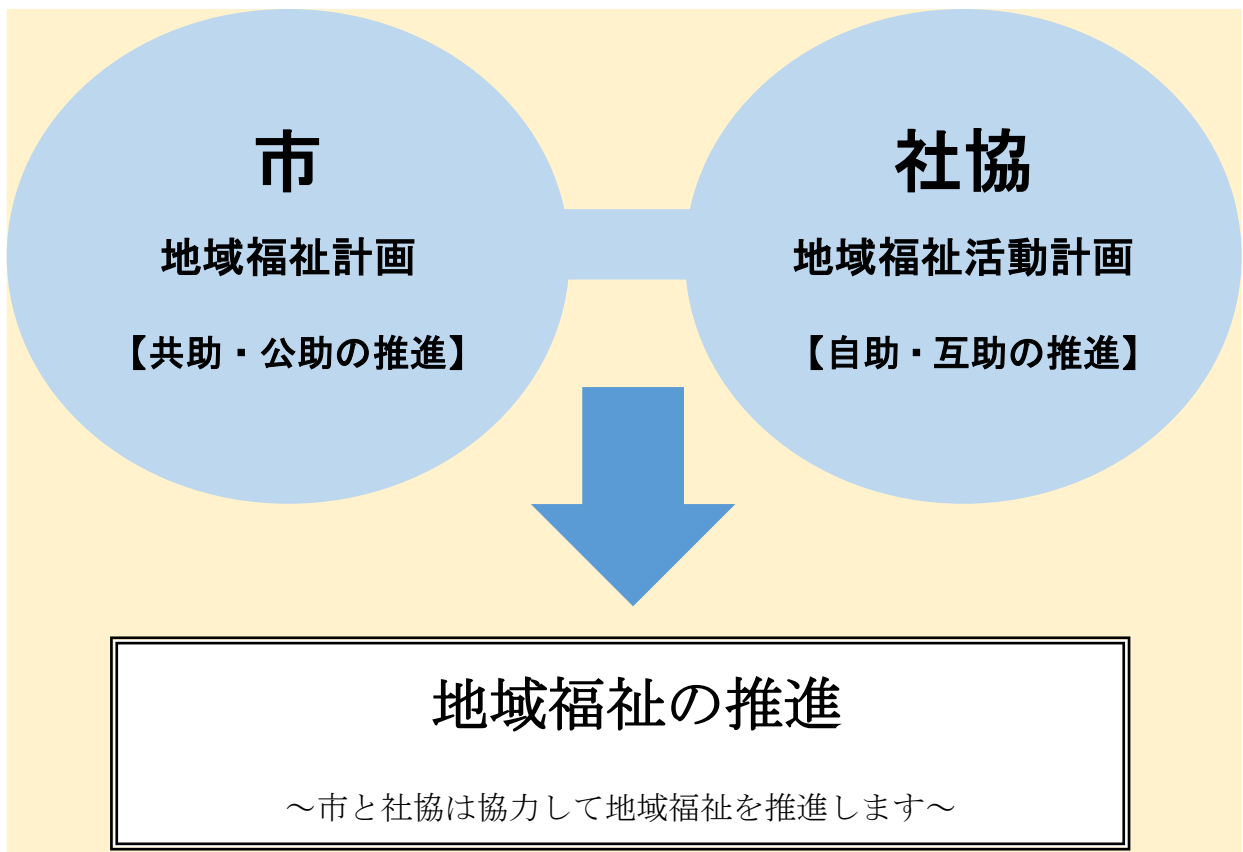 市
地域福祉計画
【共助・公助の推進】
社協
地域福祉活動計画
【自助・互助の推進】
地域福祉の推進
～市と社協は協力して地域福祉を推進します～